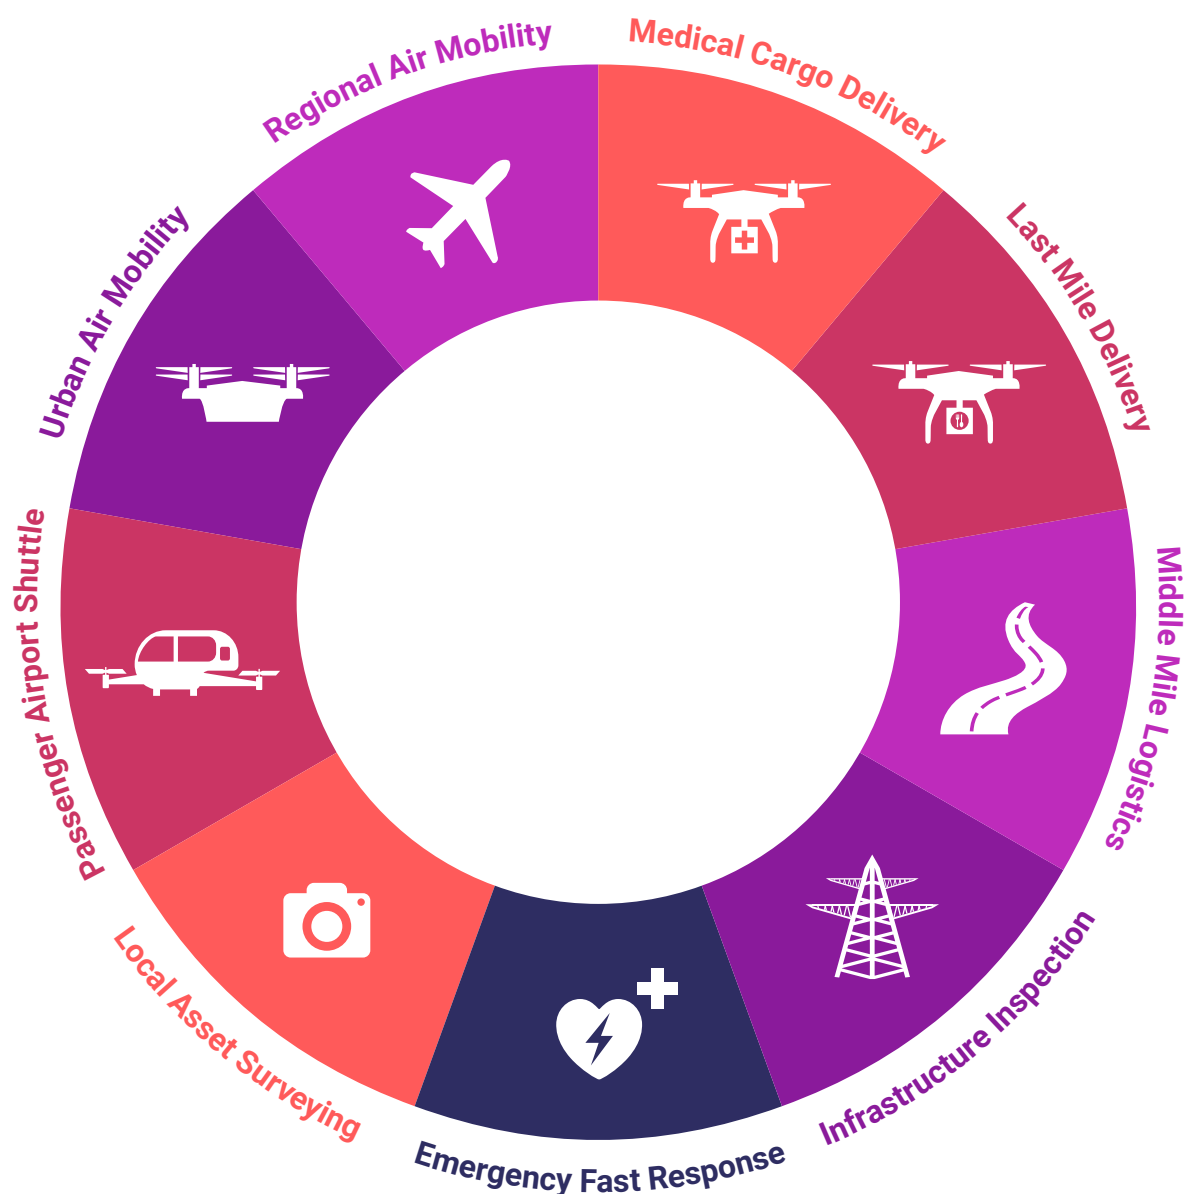 Medical Cargo Delivery
Last Mile Delivery
Middle Mile Logistics
Infrastructure Inspection
Emergency Fast Response
Local Asset Surveying
Passenger Airport Shuttle
Urban Air Mobility
Regional Air Mobility